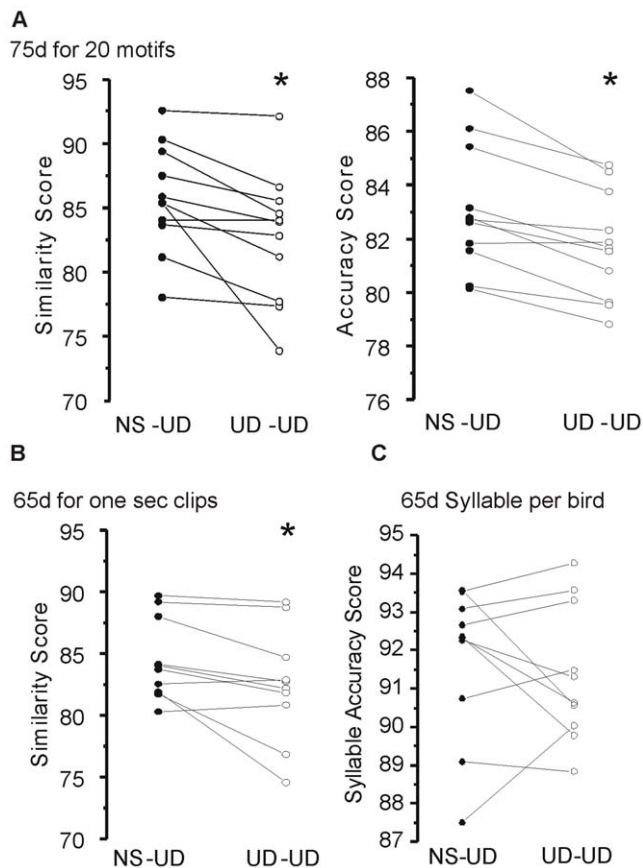 A
75d for 20 motifs
95
90
85
80
75
70
Similarity Score
NS -UD
UD -UD
*
88
86
84
82
80
78
76
Accuracy Score
NS -UD
UD -UD
*
B
65d for one sec clips
95
90
85
80
75
70
Similarity Score
NS -UD
UD -UD
*
C
65d Syllable per bird
95
94
93
92
91
90
89
88
87
Syllable Accuracy Score
NS -UD
UD-UD